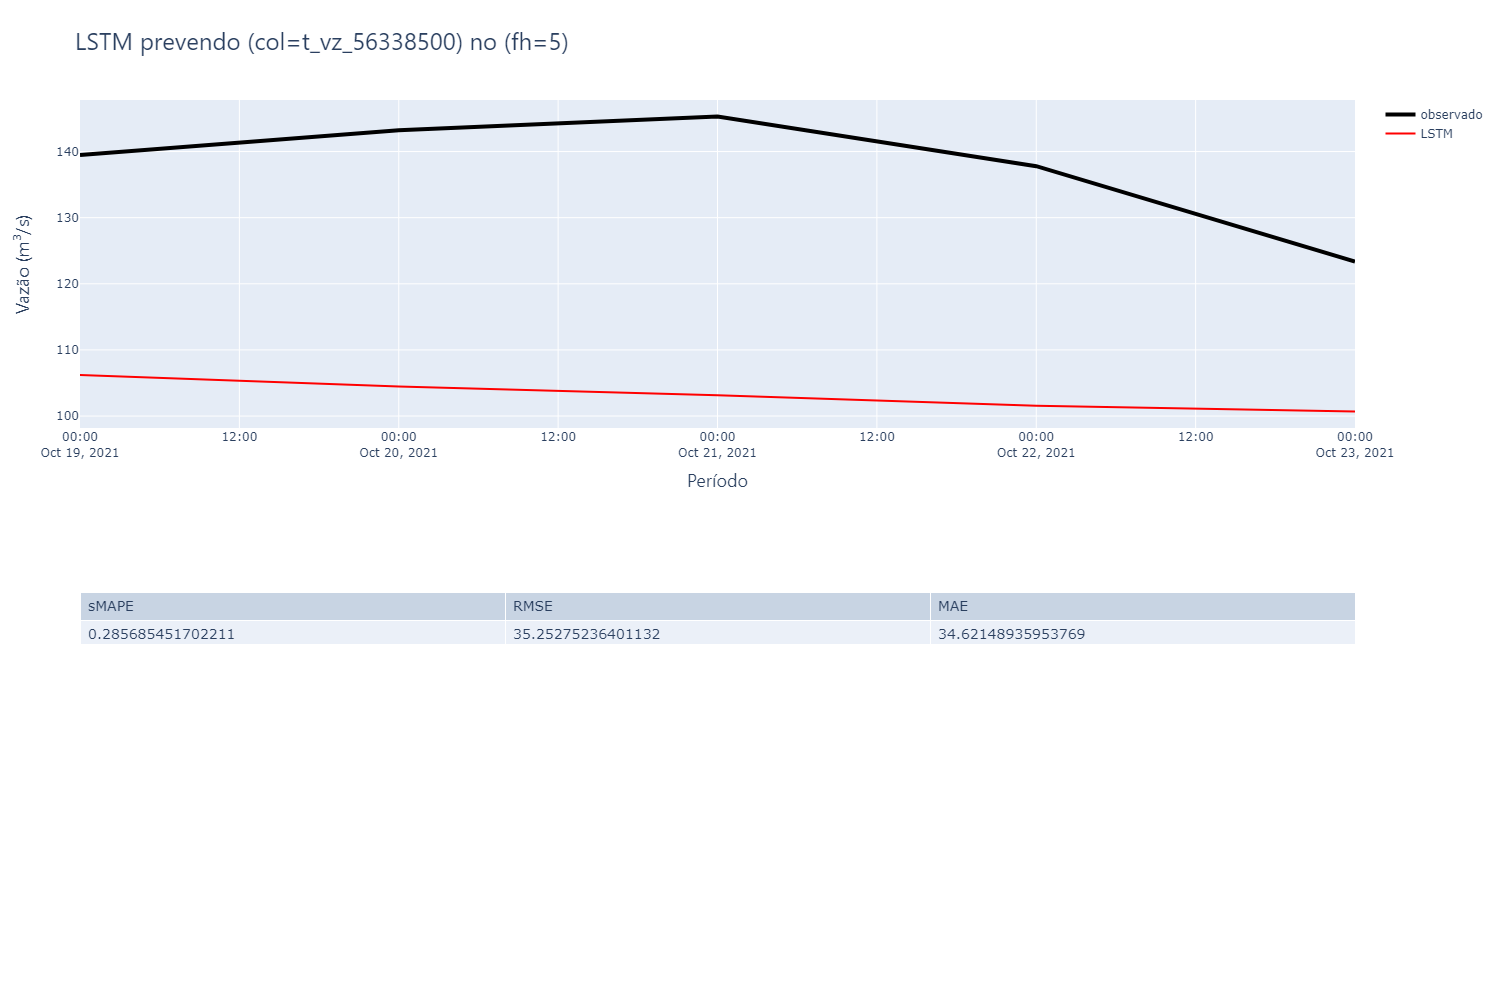 LSTM prevendo (col=t_vz_56338500) no (fh=5)
observado
LSTM
Vazão (m³/s)
140
130
120
110
100
00:00 12:00 00:00 12:00 00:00 12:00 00:00 12:00 00:00
Oct 19, 2021 Oct 20, 2021 Oct 21, 2021 Oct 22, 2021 Oct 23, 2021
Período
sMAPE RMSE MAE
0.285685451702211 35.25275236401132 34.62148935953769